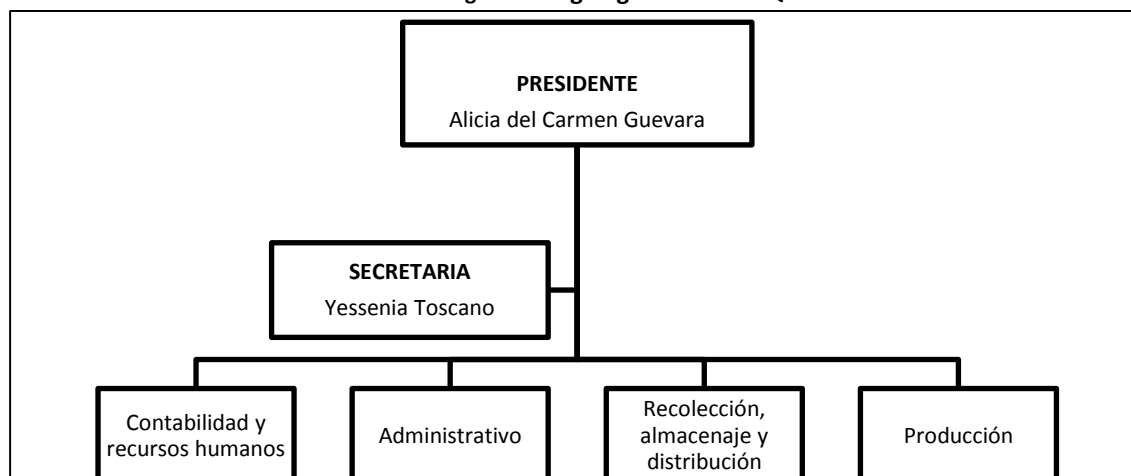 PRESIDENTE
Alicia del Carmen Guevara
SECRETARIA
Yessenia Toscano
Contabilidad y
recursos humanos
Administrativo
Recolección,
almacenaje y
distribución
Producción